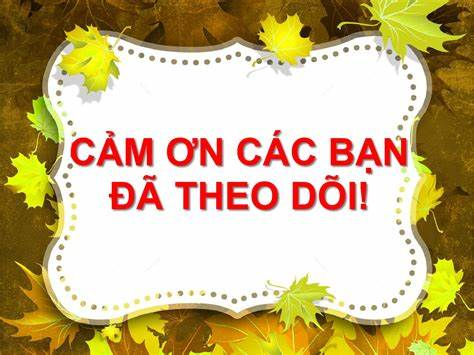 CẢM ƠN CÁC BẠN
ĐÃ THEO DÕI!